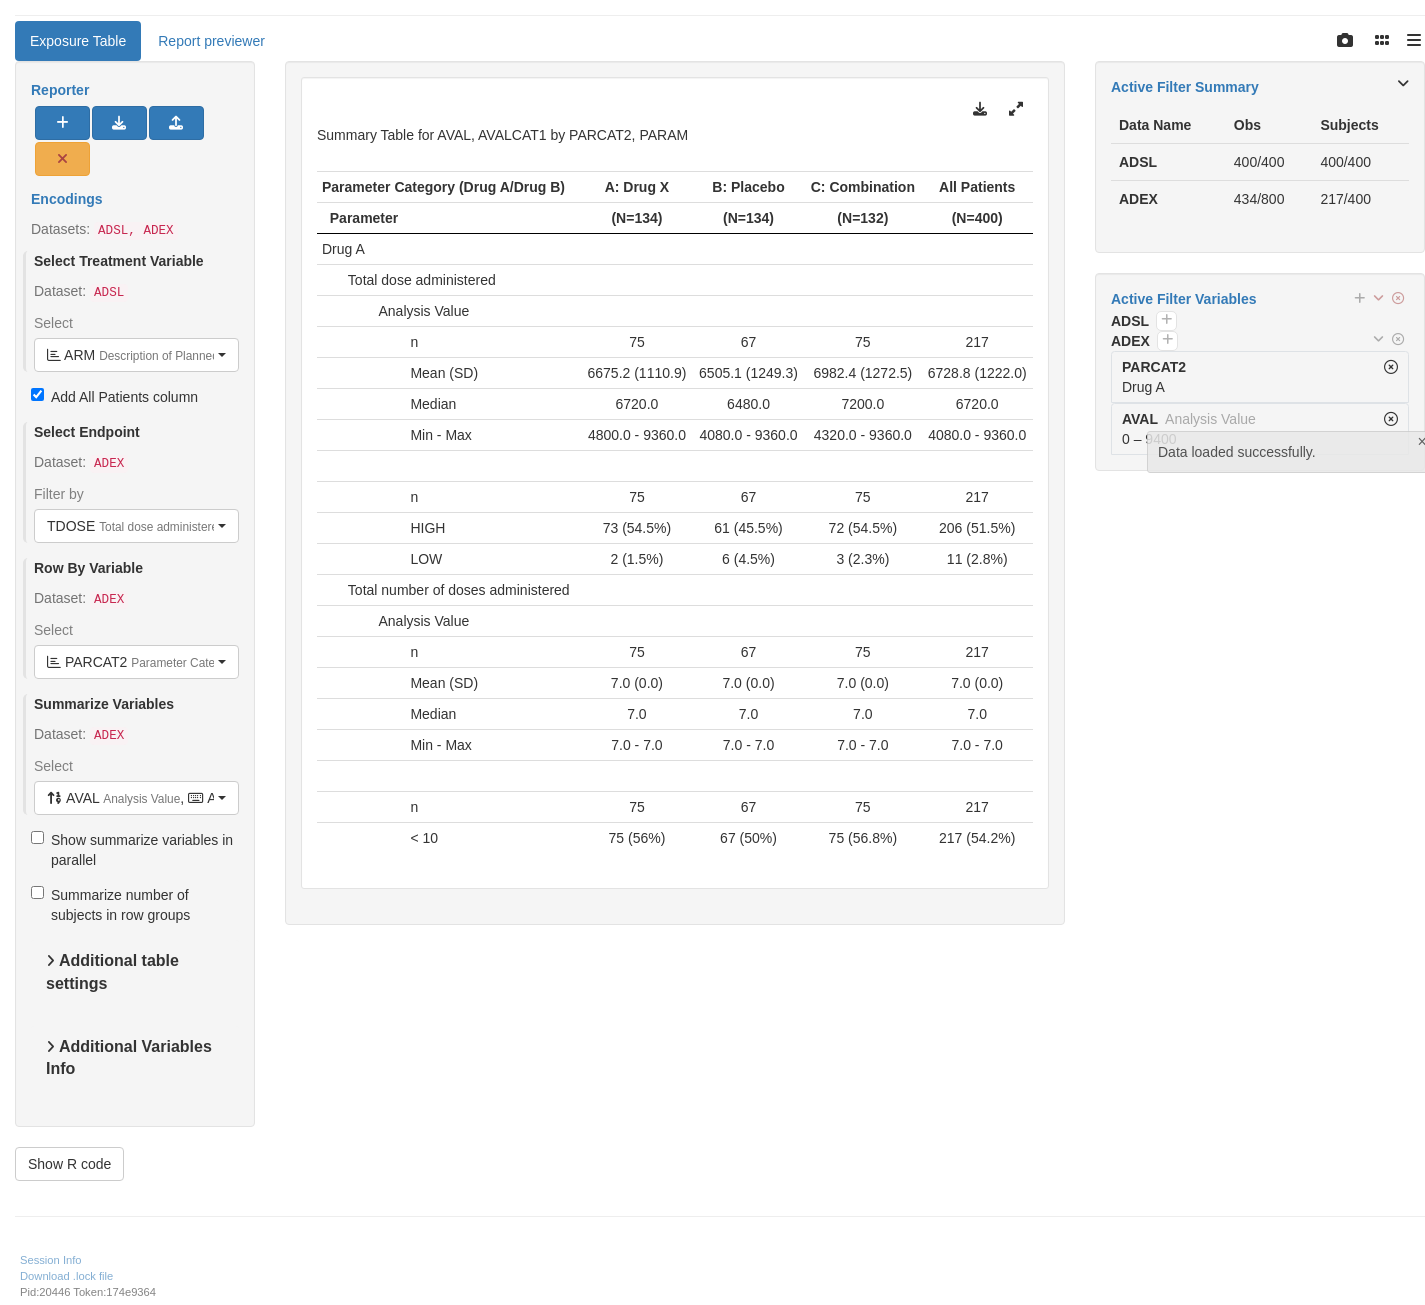 Exposure Table
Report previewer
Reporter
Encodings
Datasets: ADSL, ADEX
Select Treatment Variable
Dataset: ADSL
Select
ARM Description of Planned
Add All Patients column
Select Endpoint
Dataset: ADEX
Filter by
TDOSE Total dose administere
Row By Variable
Dataset: ADEX
Select
PARCAT2 Parameter Cate
Summarize Variables
Dataset: ADEX
Select
AVAL Analysis Value, A
Show summarize variables in
parallel
Summarize number of
subjects in row groups
Additional table
settings
Additional Variables
Info
Show R code
Summary Table for AVAL, AVALCAT1 by PARCAT2, PARAM
Parameter Category (Drug A/Drug B) A: Drug X B: Placebo C: Combination All Patients
Parameter (N=134) (N=134) (N=132) (N=400)
Drug A
Total dose administered
Analysis Value
n 75 67 75 217
Mean (SD) 6675.2 (1110.9) 6505.1 (1249.3) 6982.4 (1272.5) 6728.8 (1222.0)
Median 6720.0 6480.0 7200.0 6720.0
Min - Max 4800.0 - 9360.0 4080.0 - 9360.0 4320.0 - 9360.0 4080.0 - 9360.0
n 75 67 75 217
HIGH 73 (54.5%) 61 (45.5%) 72 (54.5%) 206 (51.5%)
LOW 2 (1.5%) 6 (4.5%) 3 (2.3%) 11 (2.8%)
Total number of doses administered
Analysis Value
n 75 67 75 217
Mean (SD) 7.0 (0.0) 7.0 (0.0) 7.0 (0.0) 7.0 (0.0)
Median 7.0 7.0 7.0 7.0
Min - Max 7.0 - 7.0 7.0 - 7.0 7.0 - 7.0 7.0 - 7.0
n 75 67 75 217
< 10 75 (56%) 67 (50%) 75 (56.8%) 217 (54.2%)
Active Filter Summary
Data Name Obs Subjects
ADSL 400/400 400/400
ADEX 434/800 217/400
Active Filter Variables
ADSL
ADEX
PARCAT2
Drug A
AVAL Analysis Value
0 – 9400
Data loaded successfully.
Session Info
Download .lock file
Pid:20446 Token:174e9364